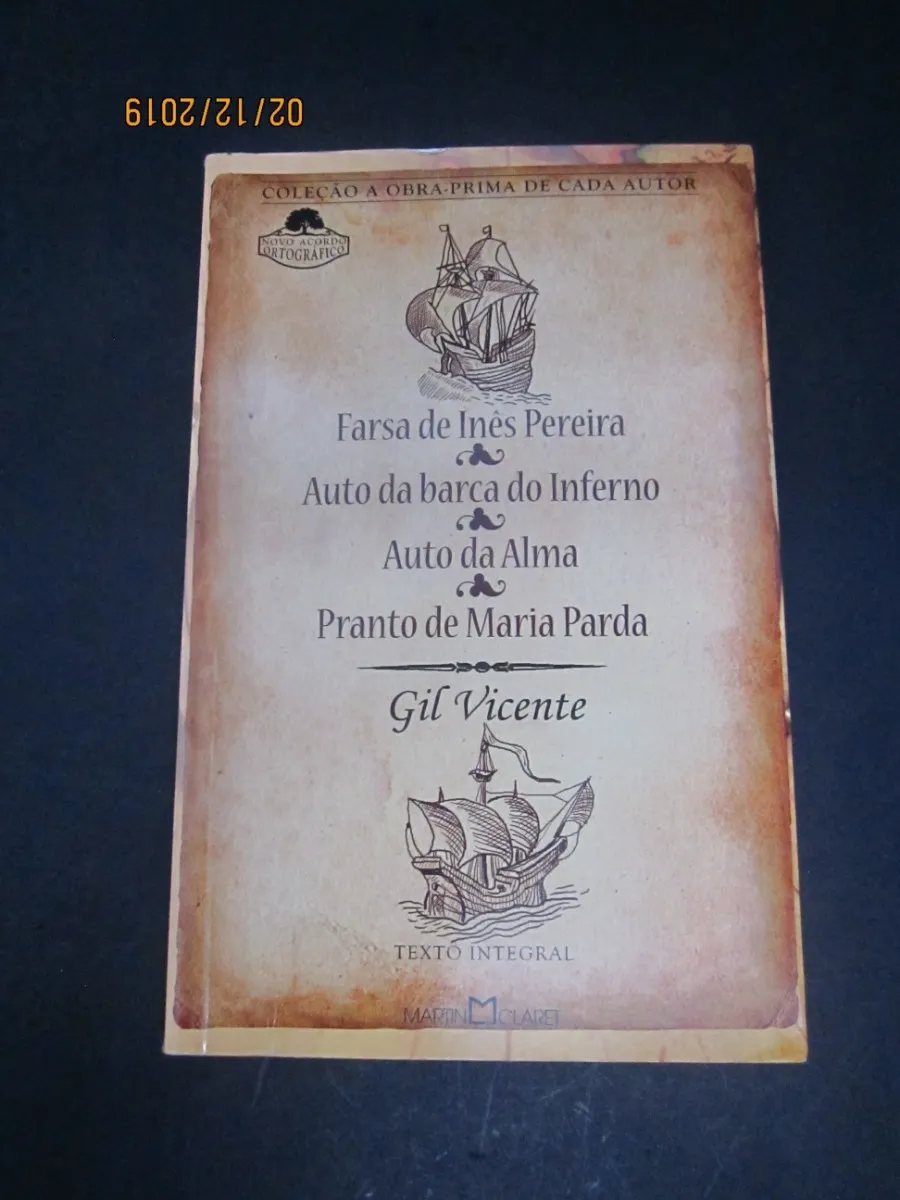 02/12/2019
COLEÇÃO A OBRA-PRIMA DE CADA AUTOR
NOVO ACORDO
ORTOGRÁFICO
Farsa de Inês Pereira
Auto da barca do Inferno
Auto da Alma
Pranto de Maria Parda
Gil Vicente
TEXTO INTEGRAL
MARTIN M CLARET